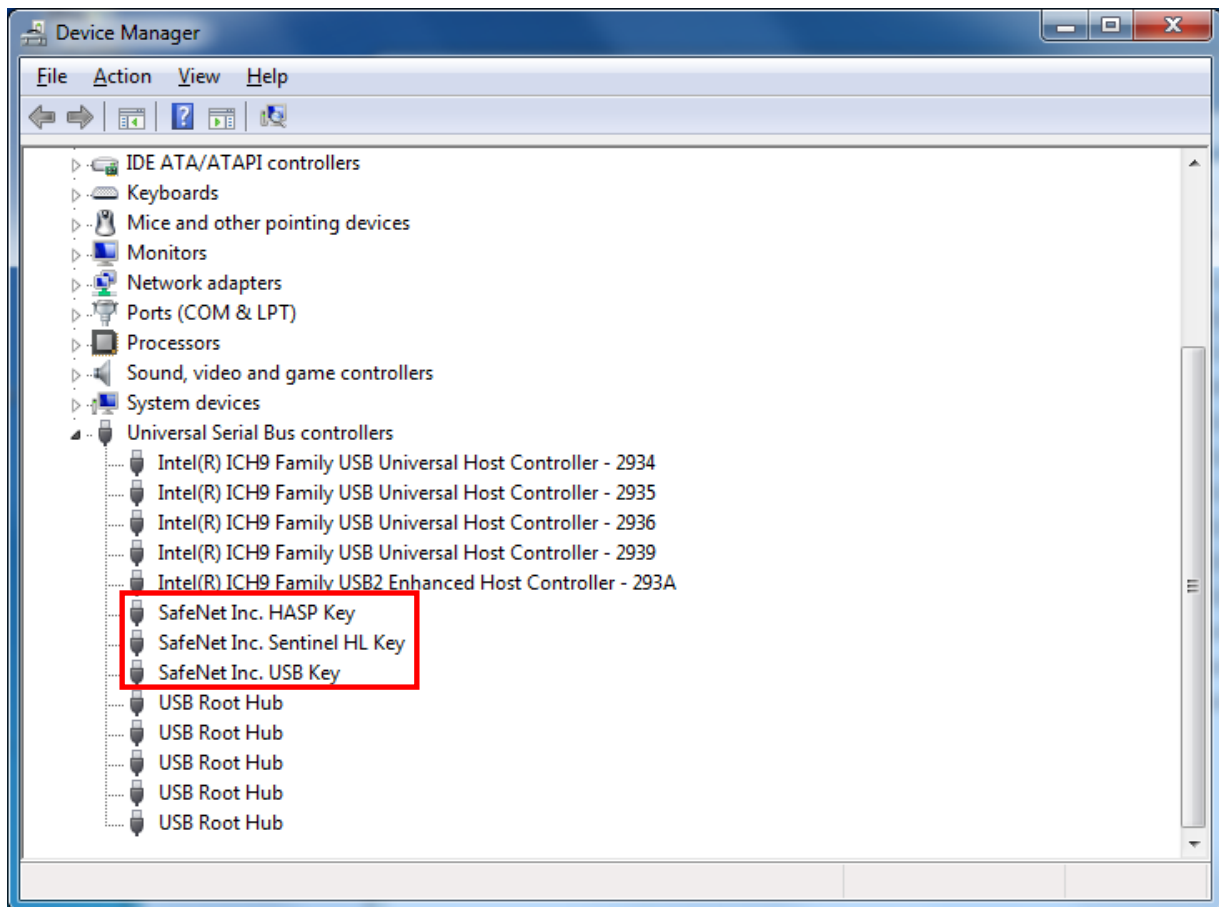 Device Manager
File Action View Help
IDE ATA/ATAPI controllers
Keyboards
Mice and other pointing devices
Monitors
Network adapters
Ports (COM & LPT)
Processors
Sound, video and game controllers
System devices
Universal Serial Bus controllers
Intel(R) ICH9 Family USB Universal Host Controller - 2934
Intel(R) ICH9 Family USB Universal Host Controller - 2935
Intel(R) ICH9 Family USB Universal Host Controller - 2936
Intel(R) ICH9 Family USB Universal Host Controller - 2939
Intel(R) ICH9 Family USB2 Enhanced Host Controller - 293A
SafeNet Inc. HASP Key
SafeNet Inc. Sentinel HL Key
SafeNet Inc. USB Key
USB Root Hub
USB Root Hub
USB Root Hub
USB Root Hub
USB Root Hub